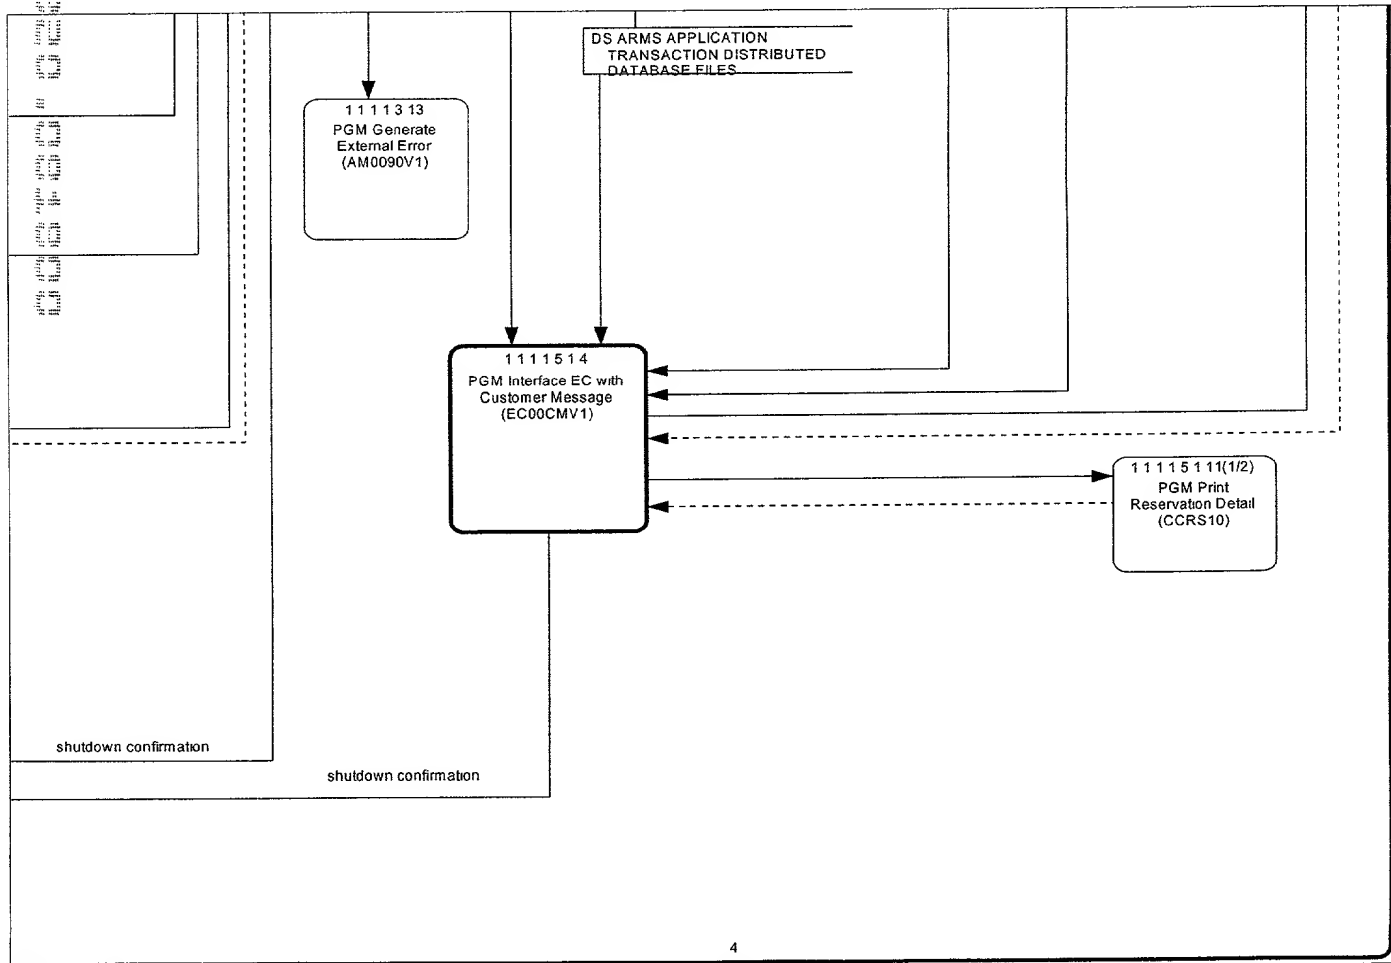 DS ARMS APPLICATION
TRANSACTION DISTRIBUTED
DATABASE FILES
1 1 1 1 3 13
PGM Generate
External Error
(AM0090V1)
1 1 1 1 5 1 4
PGM Interface EC with
Customer Message
(EC00CMV1)
1 1 1 1 5 1 11(1/2)
PGM Print
Reservation Detail
(CCRS10)
shutdown confirmation
shutdown confirmation
4